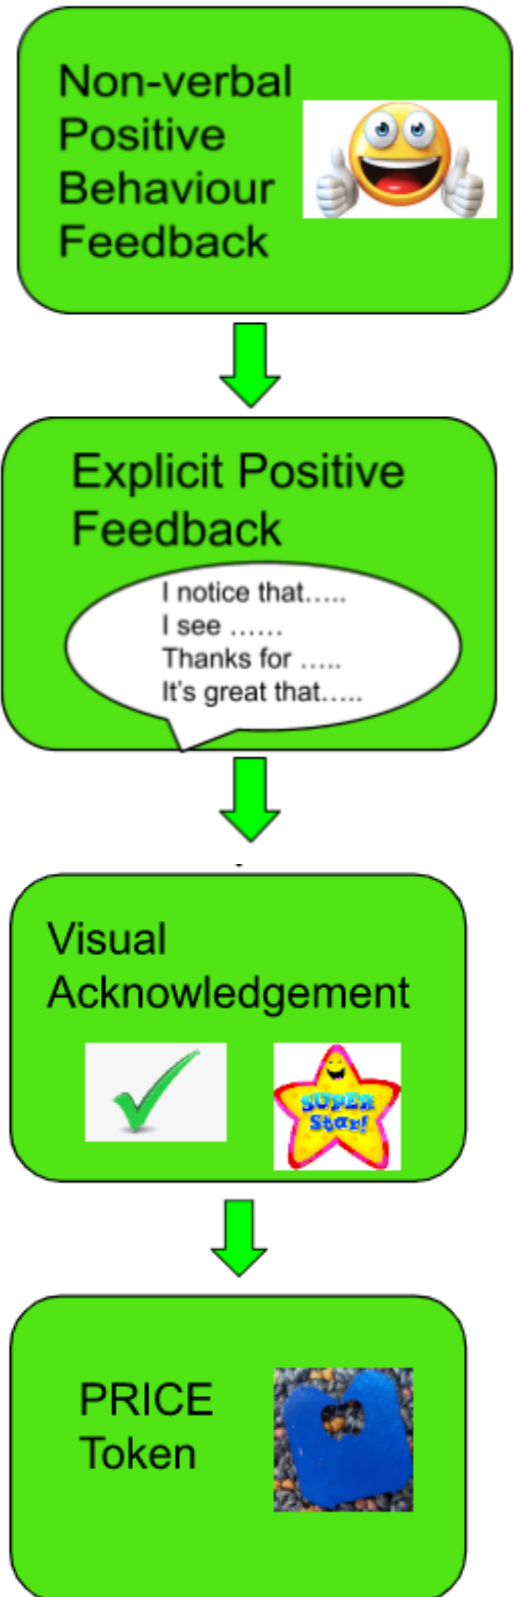 Non-verbal
Positive
Behaviour
Feedback
Explicit Positive
Feedback
I notice that.....
I see ......
Thanks for .....
It's great that.....
Visual
Acknowledgement
SUPER
Star!
PRICE
Token